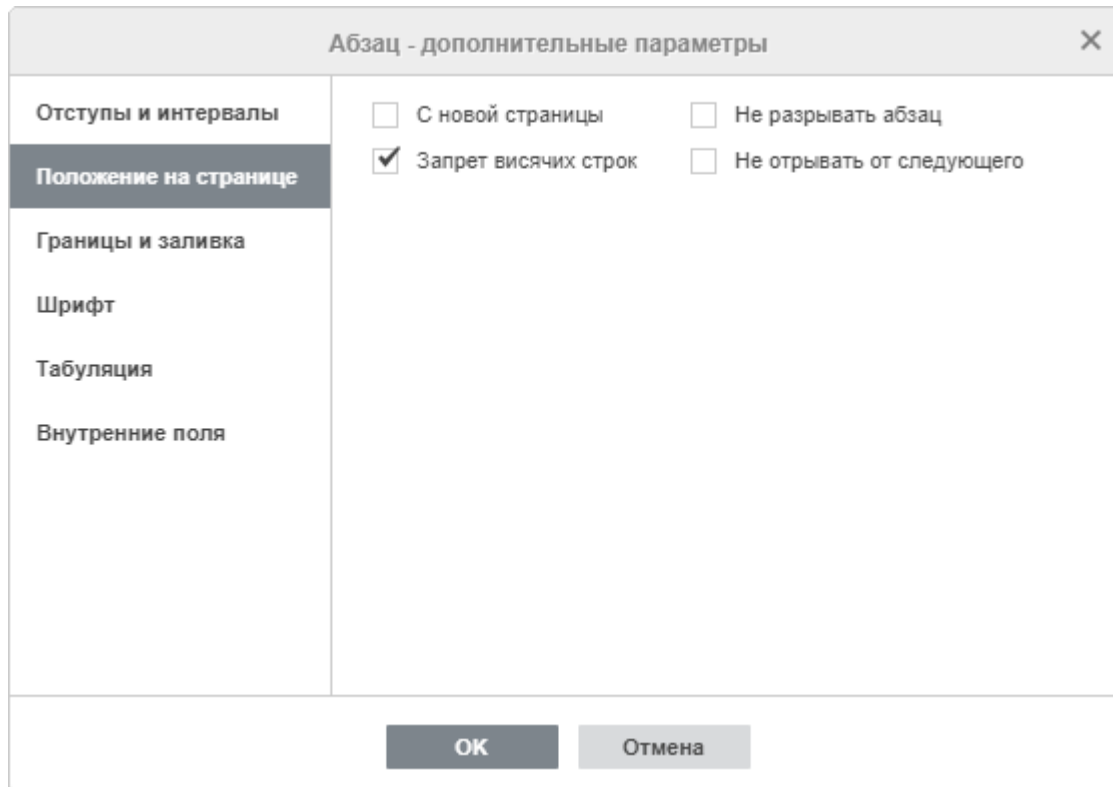 Абзац - дополнительные параметры
Отступы и интервалы
Положение на странице
Границы и заливка
Шрифт
Табуляция
Внутренние поля
С новой страницы
Не разрывать абзац
Запрет висячих строк
Не отрывать от следующего
OK
Отмена